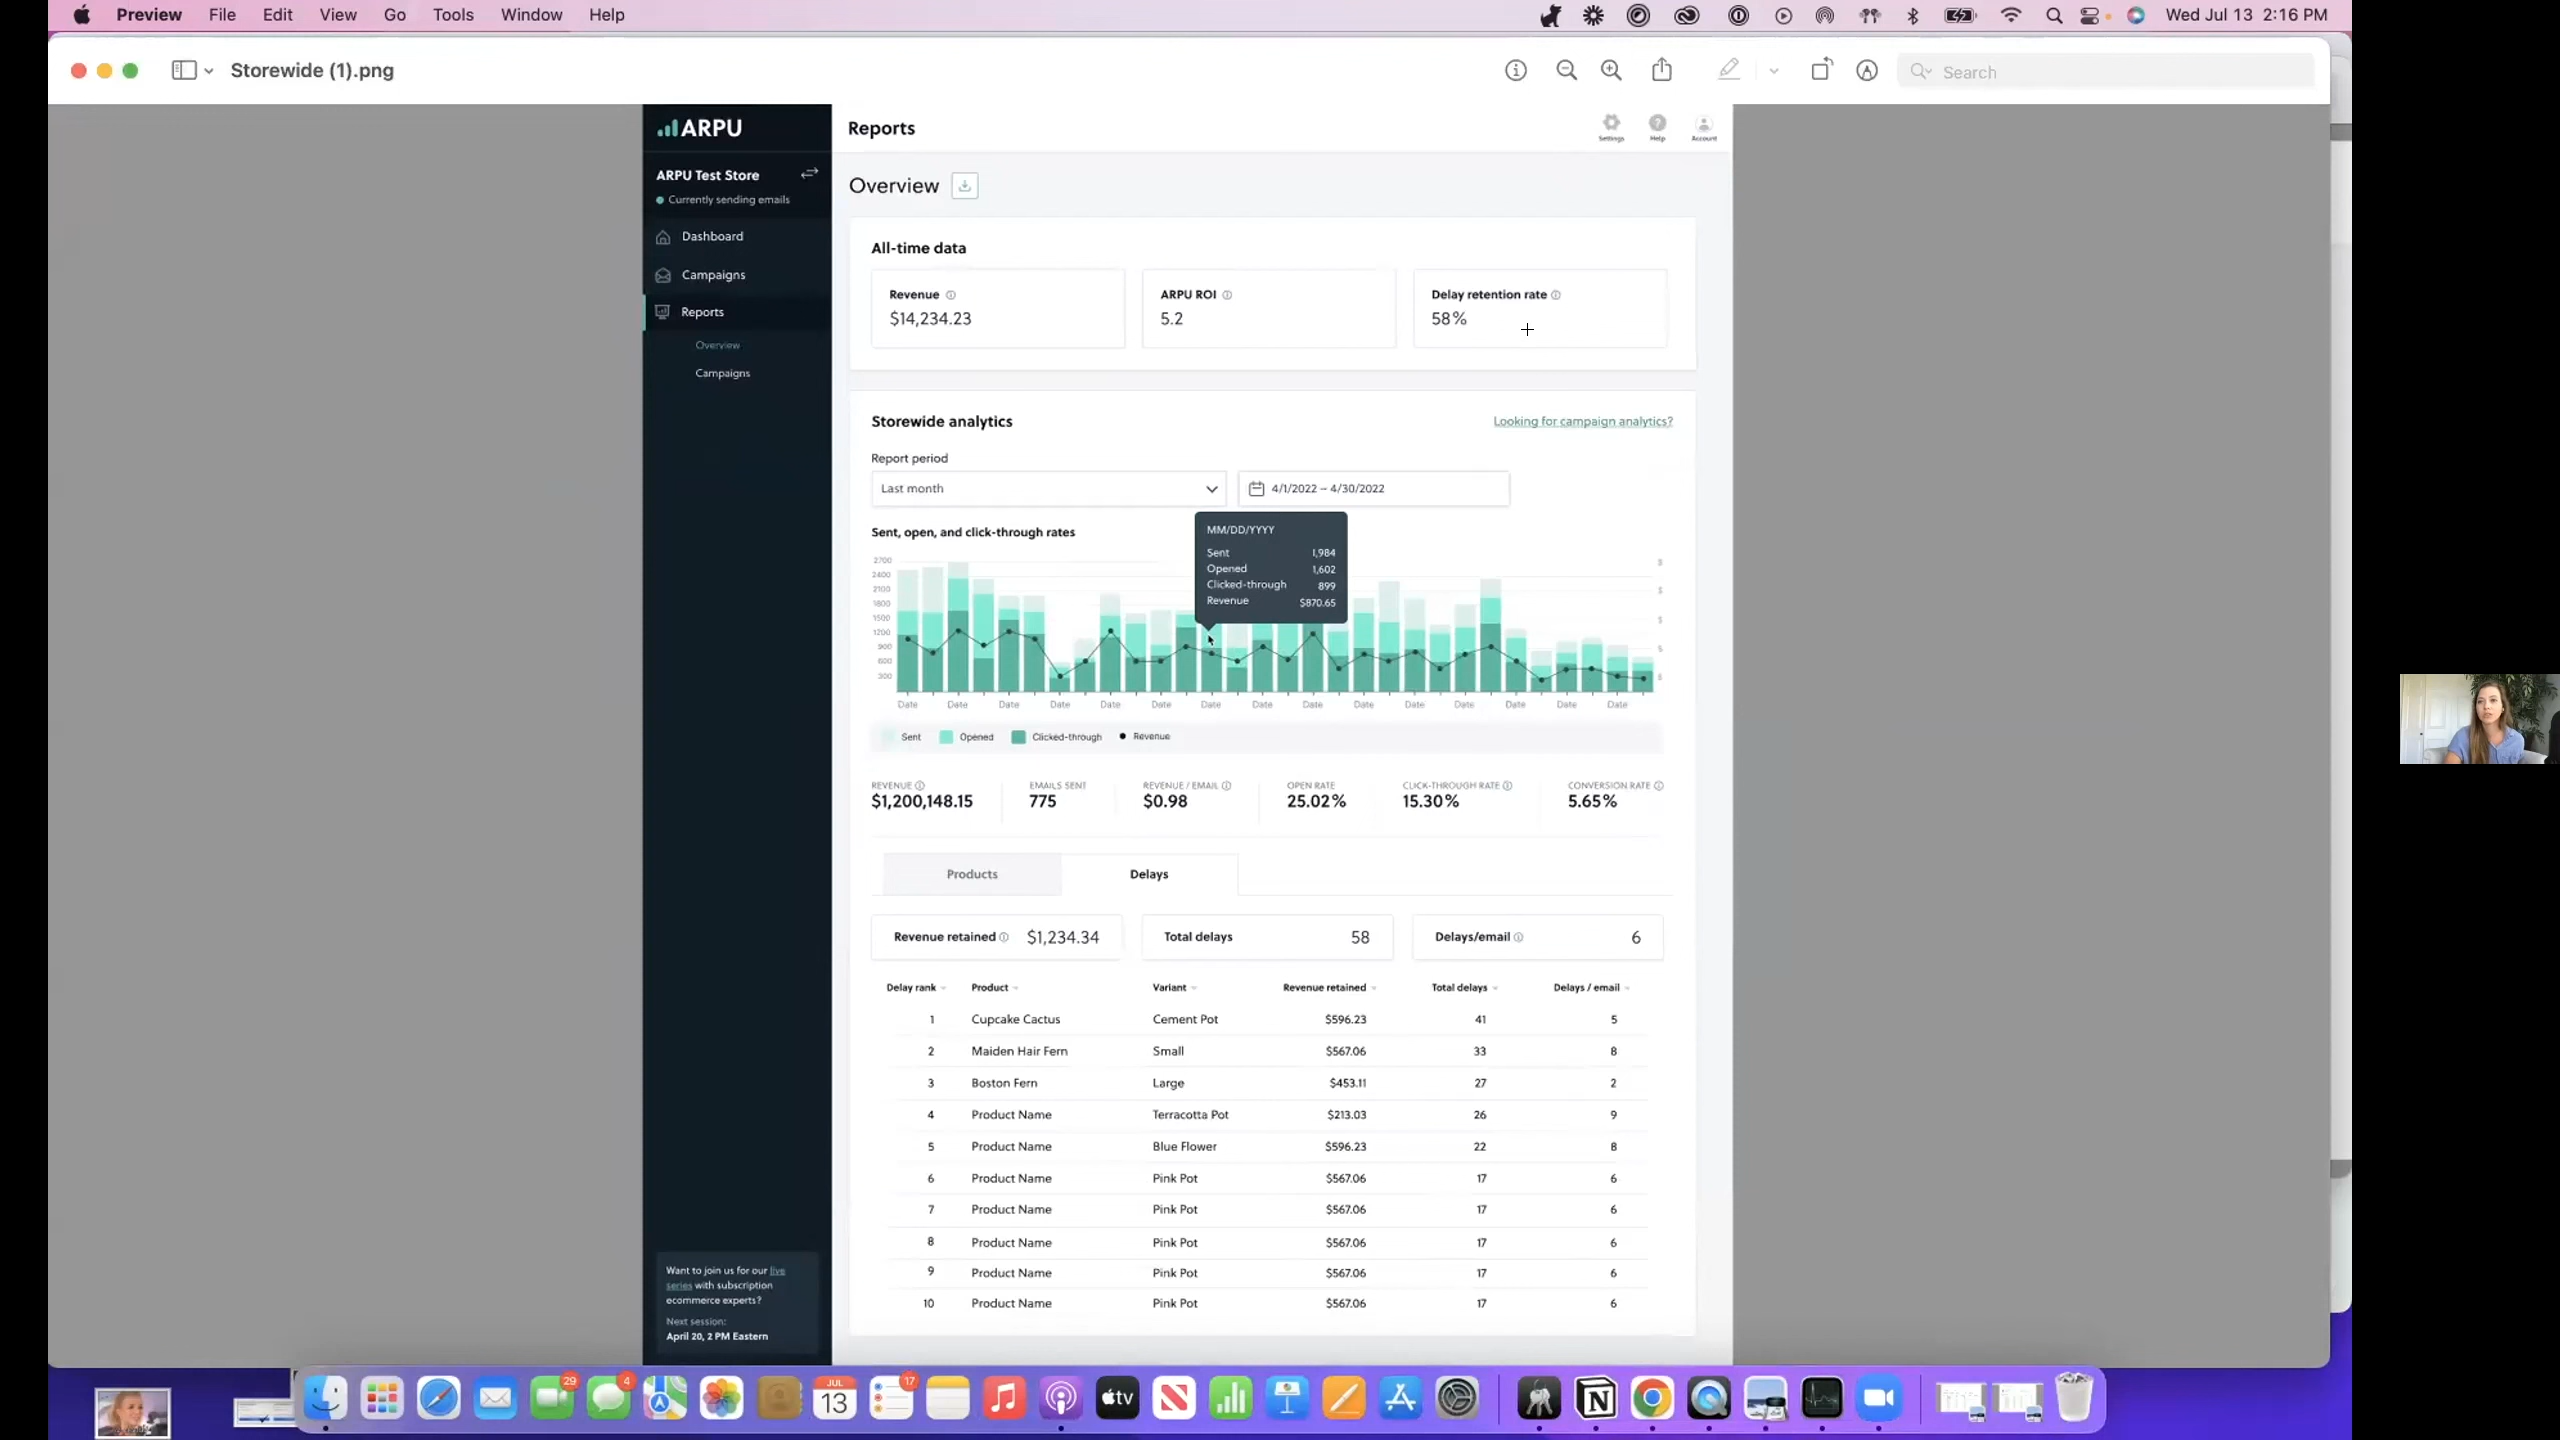 Preview File Edit View Go Tools Window Help Wed Jul 13 2:16 PM
Storewide (1).png Search
ARPU
Reports
Settings Help Account
ARPU Test Store
Currently sending emails
Dashboard
Campaigns
Reports
Overview
Campaigns
Overview
All-time data
Revenue
$14,234.23
ARPU ROI
5.2
Delay retention rate
58%
Storewide analytics
Looking for campaign analytics?
Report period
Last month
4/1/2022 – 4/30/2022
Sent, open, and click-through rates
MM/DD/YYYY
Sent 1,984
Opened 1,602
Clicked-through 899
Revenue $870.65
2700
2400
2100
1800
1500
1200
900
600
300
$
$
$
$
$
Date Date Date Date Date Date Date Date Date Date Date Date Date Date Date
Sent Opened Clicked-through Revenue
REVENUE EMAILS SENT REVENUE / EMAIL OPEN RATE CLICK-THROUGH RATE CONVERSION RATE
$1,200,148.15 775 $0.98 25.02% 15.30% 5.65%
Products Delays
Revenue retained $1,234.34
Total delays 58
Delays/email 6
Delay rank Product Variant Revenue retained Total delays Delays / email
1 Cupcake Cactus Cement Pot $596.23 41 5
2 Maiden Hair Fern Small $567.06 33 8
3 Boston Fern Large $453.11 27 2
4 Product Name Terracotta Pot $213.03 26 9
5 Product Name Blue Flower $596.23 22 8
6 Product Name Pink Pot $567.06 17 6
7 Product Name Pink Pot $567.06 17 6
8 Product Name Pink Pot $567.06 17 6
9 Product Name Pink Pot $567.06 17 6
10 Product Name Pink Pot $567.06 17 6
Want to join us for our live
series with subscription
ecommerce experts?
Next session:
April 20, 2 PM Eastern
29
4
JUL
13
17
tv
N